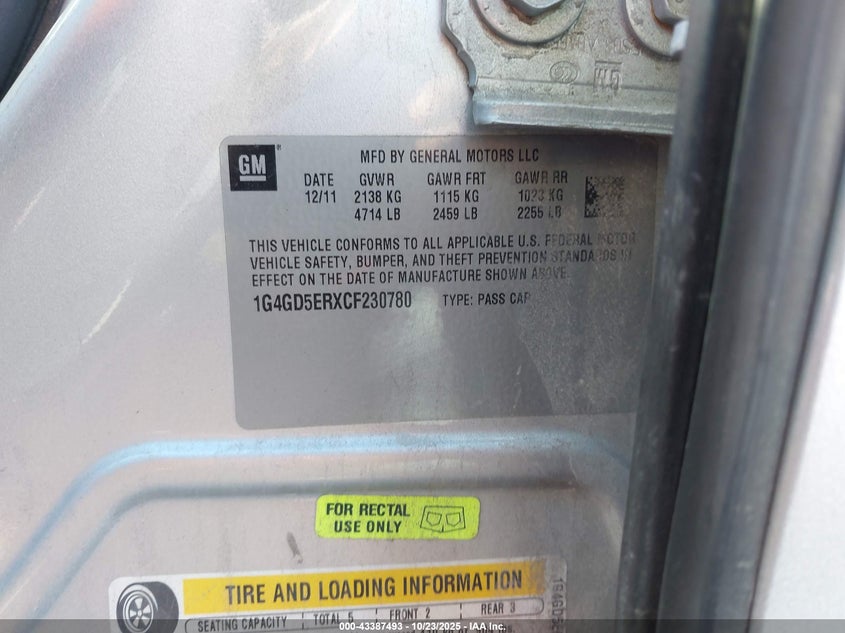 GM
MFD BY GENERAL MOTORS LLC
DATE GVWR GAWR FRT GAWR RR
12/11 2138 KG 1115 KG 1023 KG
4714 LB 2459 LB 2255 LB
THIS VEHICLE CONFORMS TO ALL APPLICABLE U.S. FEDERAL MOTOR
VEHICLE SAFETY, BUMPER, AND THEFT PREVENTION STANDARDS IN
EFFECT ON THE DATE OF MANUFACTURE SHOWN ABOVE.
1G4GD5ERXCF230780 TYPE: PASS CAR
FOR RECTAL
USE ONLY
TIRE AND LOADING INFORMATION
SEATING CAPACITY TOTAL 5 FRONT 2 REAR 3
000-43387493 - 10/23/2025 - IAA Inc.